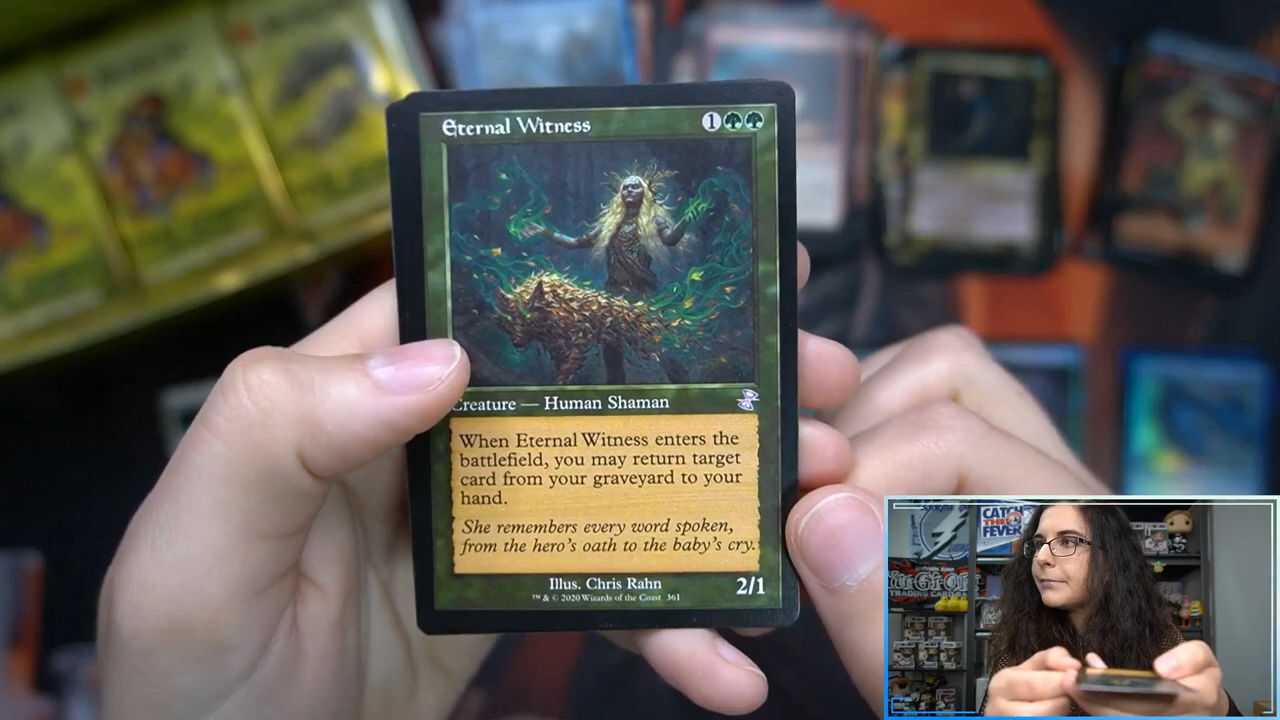 Eternal Witness
1
Creature — Human Shaman
When Eternal Witness enters the
battlefield, you may return target
card from your graveyard to your
hand.
She remembers every word spoken,
from the hero's oath to the baby's cry.
Illus. Chris Rahn
2/1
™ & © 2020 Wizards of the Coast 361
CATCH
THE
FEVER
TRADING CARD